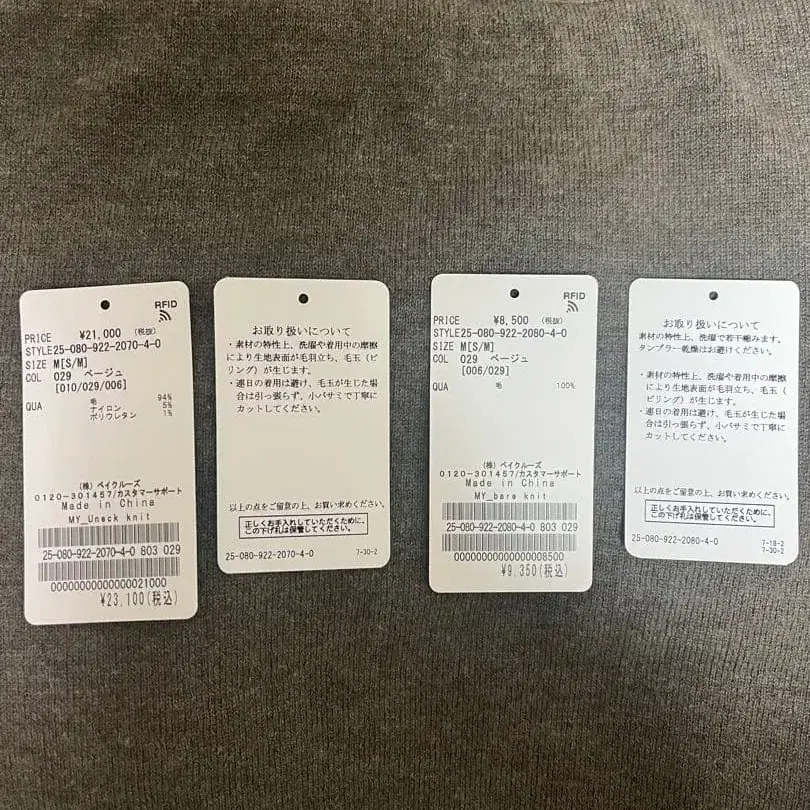 RFID
PRICE ¥21,000 (税抜)
STYLE25-080-922-2070-4-0
SIZE M[S/M]
COL 029 ベージュ
[010/029/006]
QUA 毛 94%
ナイロン 5%
ポリウレタン 1%
(株) ベイクルーズ
0120-301457/カスタマーサポート
Made in China
MY_Uneck knit
25-080-922-2070-4-0 803 029
00000000000000021000
¥23,100(税込)
お取り扱いについて
・素材の特性上、洗濯や着用中の摩擦
により生地表面が毛羽立ち、毛玉（ピ
リング）が生じます。
・連日の着用は避け、毛玉が生じた場
合は引っ張らず、小バサミで丁寧に
カットしてください。
以上の点をご留意の上、お買い求めください。
正しくお手入れしていただくために、
この下げ札は保管してください。
25-080-922-2070-4-0 7-30-2
RFID
PRICE ¥8,500 (税抜)
STYLE25-080-922-2080-4-0
SIZE M[S/M]
COL 029 ベージュ
[006/029]
QUA 毛 100%
(株) ベイクルーズ
0120-301457/カスタマーサポート
Made in China
MY_bare knit
25-080-922-2080-4-0 803 029
00000000000000008500
¥9,350(税込)
お取り扱いについて
素材の特性上、洗濯で若干縮みます。
タンブラー乾燥はお避けください。
・素材の特性上、洗濯や着用中の摩擦
により生地表面が毛羽立ち、毛玉（
ピリング）が生じます。
・連日の着用は避け、毛玉が生じた場
合は引っ張らず、小バサミで丁寧に
カットしてください。
以上の点をご留意の上、お買い求めください。
正しくお手入れしていただくために、
この下げ札は保管してください。
25-080-922-2080-4-0 7-18-2
7-30-2